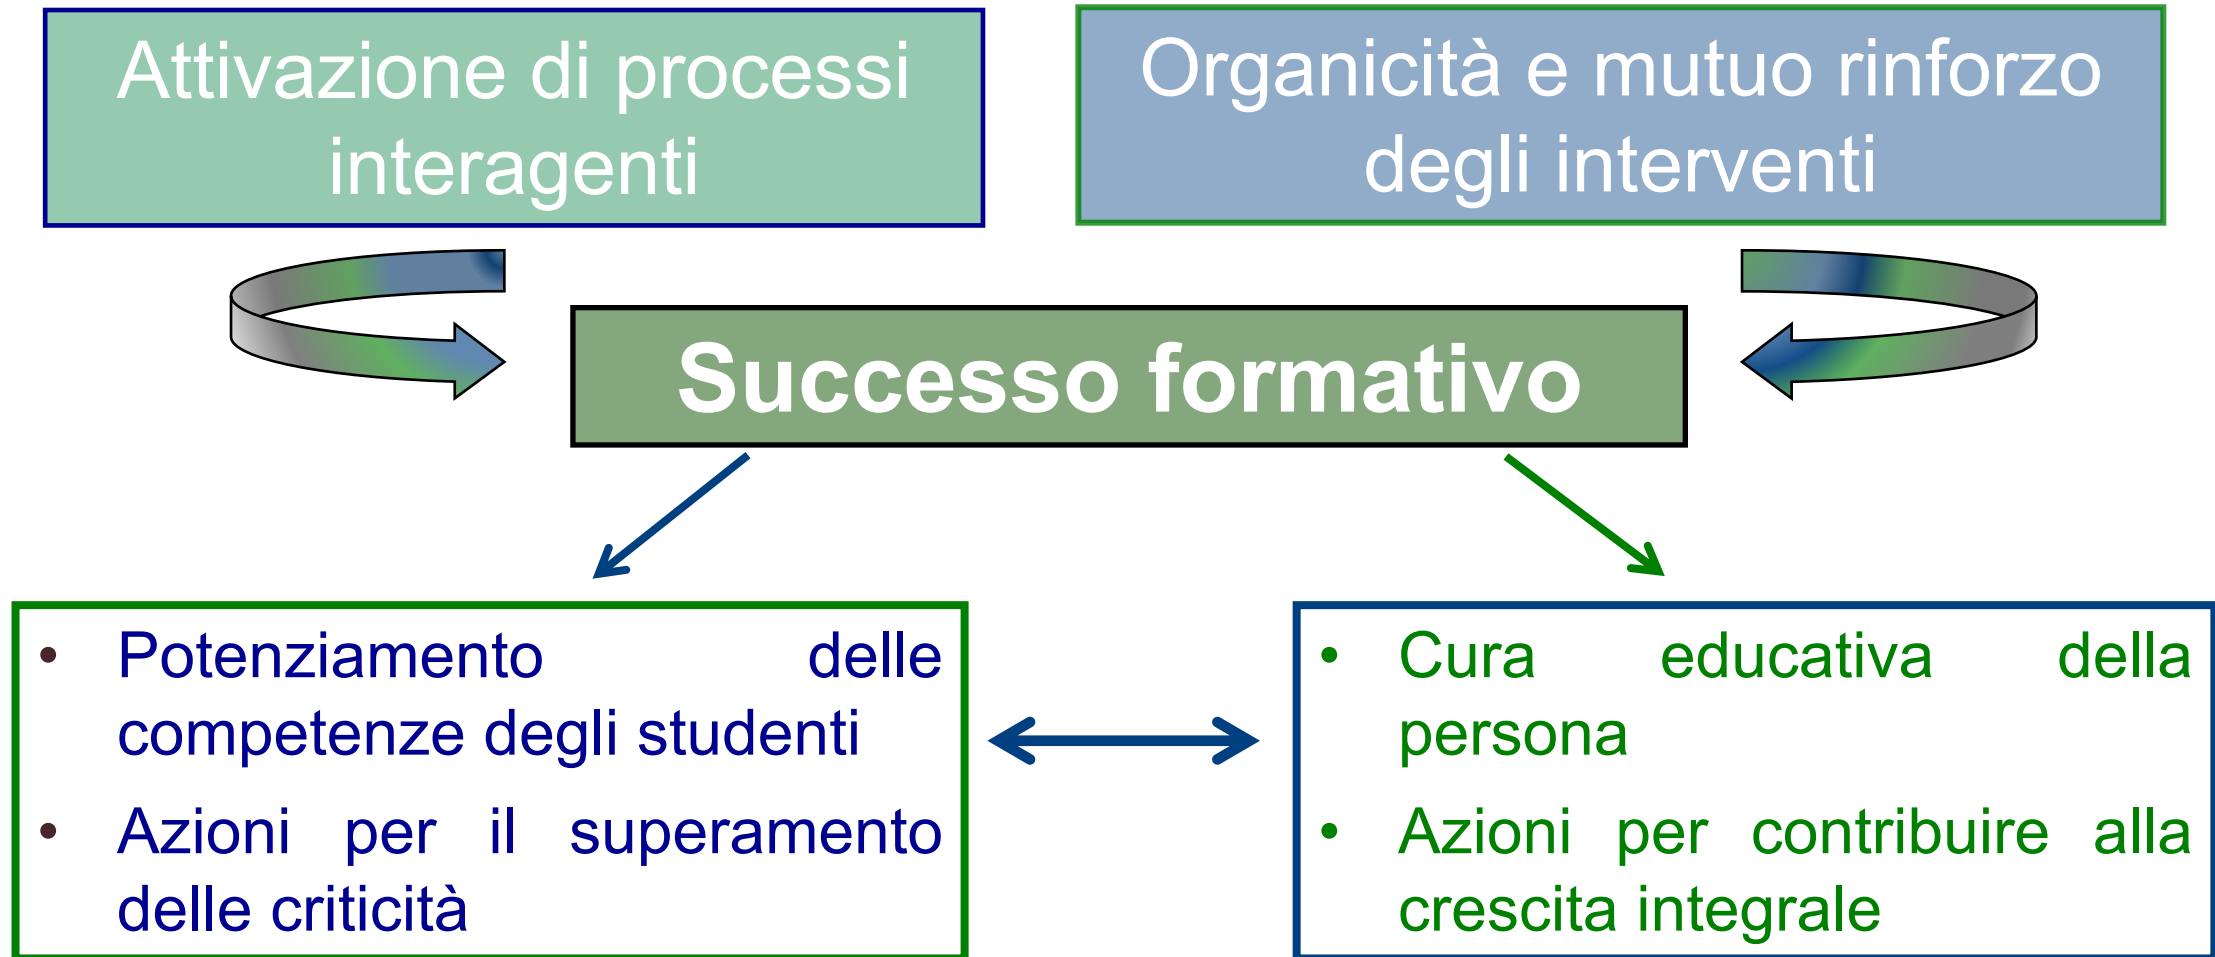 Attivazione di processi
interagenti
Organicità e mutuo rinforzo
degli interventi
Successo formativo
• Potenziamento delle
competenze degli studenti
• Azioni per il superamento
delle criticità
• Cura educativa della
persona
• Azioni per contribuire alla
crescita integrale